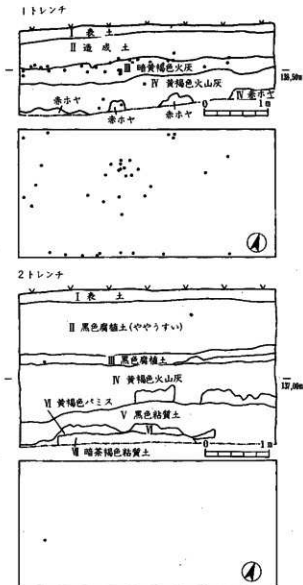 1トレンチ
I 表土
II 造成土
III 暗黄褐色火灰
IV 黄褐色火山灰
赤ホヤ
赤ホヤ
赤ホヤ
IV 赤ホヤ
0 1m
2トレンチ
I 表土
II 黒色腐植土(ややうすい)
III 黒色腐植土
IV 黄褐色火山灰
VI 黄褐色パミス
137,00m
V 黒色粘質土
VI
VII 暗茶褐色粘質土
0 1m